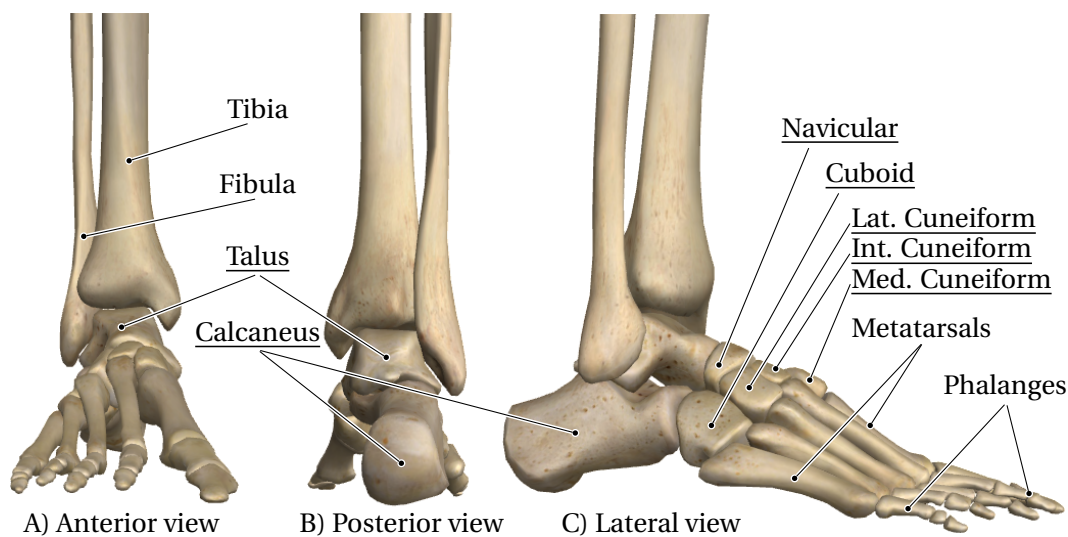 Tibia
Fibula
Talus
Calcaneus
Navicular
Cuboid
Lat. Cuneiform
Int. Cuneiform
Med. Cuneiform
Metatarsals
Phalanges
A) Anterior view
B) Posterior view
C) Lateral view